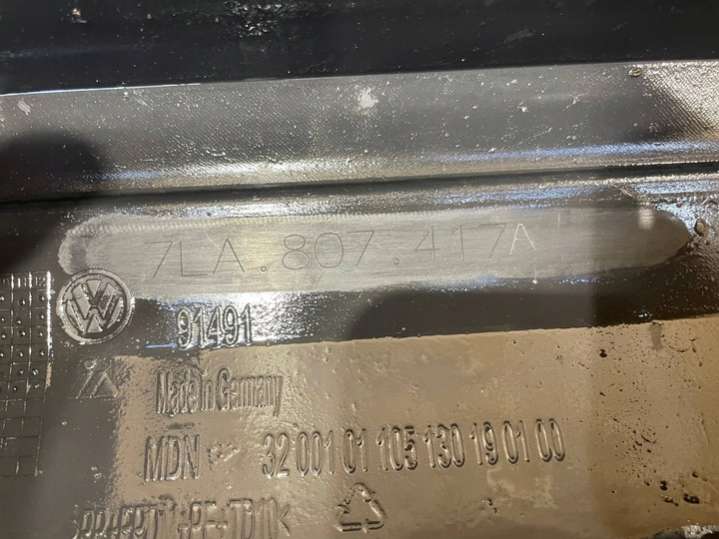 7LA.807.417A
91491
Made in Germany
MDN 32 001 01 105 130 19 01 00